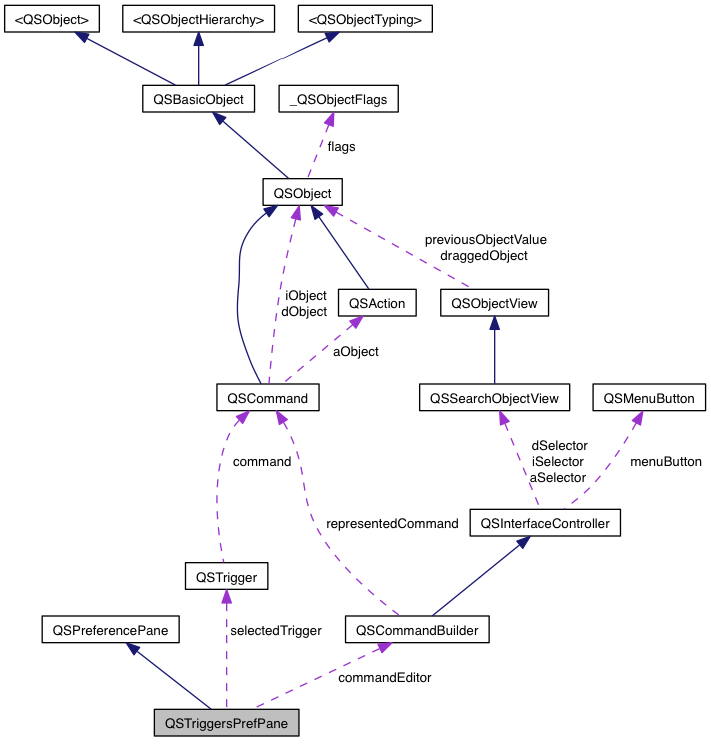 <QSObject>
<QSObjectHierarchy>
<QSObjectTyping>
QSBasicObject
_QSObjectFlags
flags
QSObject
previousObjectValue
draggedObject
iObject
dObject
QSAction
QSObjectView
aObject
QSCommand
QSSearchObjectView
QSMenuButton
command
dSelector
iSelector
aSelector
menuButton
representedCommand
QSInterfaceController
QSTrigger
QSPreferencePane
selectedTrigger
QSCommandBuilder
commandEditor
QSTriggersPrefPane